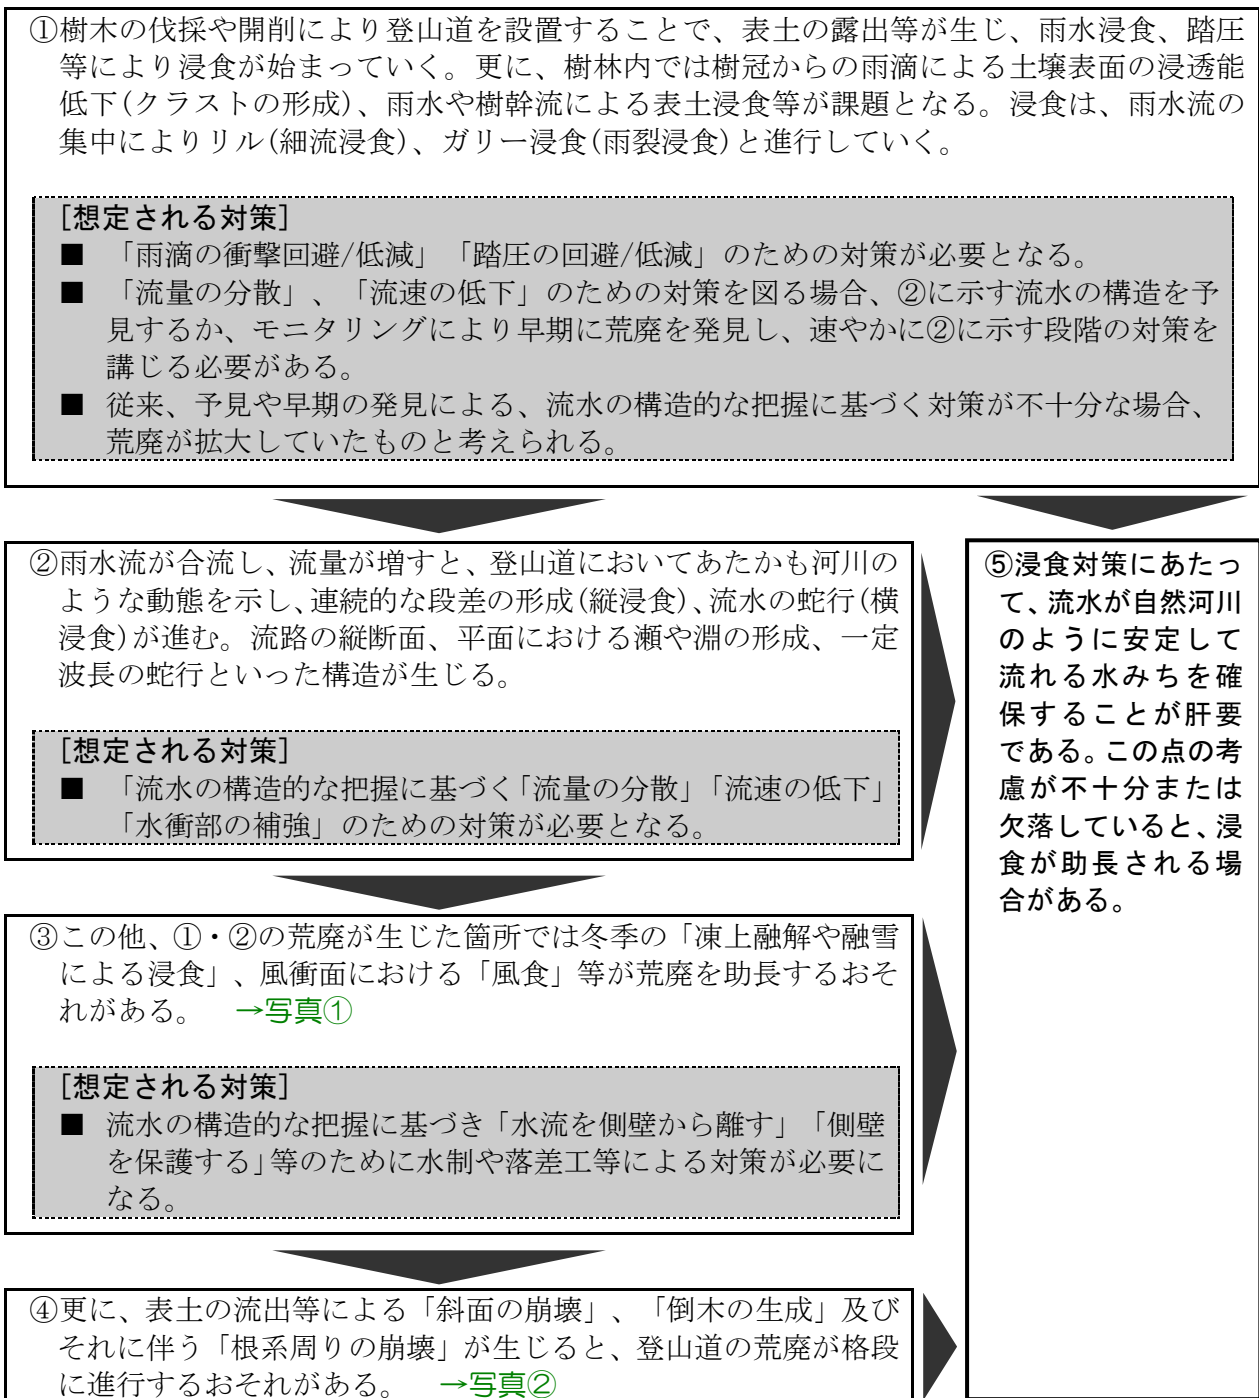 ①樹木の伐採や開削により登山道を設置することで、表土の露出等が生じ、雨水浸食、踏圧
等により浸食が始まっていく。更に、樹林内では樹冠からの雨滴による土壌表面の浸透能
低下(クラストの形成)、雨水や樹幹流による表土浸食等が課題となる。浸食は、雨水流の
集中によりリル(細流浸食)、ガリー浸食(雨裂浸食)と進行していく。
[想定される対策]
■ 「雨滴の衝撃回避/低減」「踏圧の回避/低減」のための対策が必要となる。
■ 「流量の分散」、「流速の低下」のための対策を図る場合、②に示す流水の構造を予
見するか、モニタリングにより早期に荒廃を発見し、速やかに②に示す段階の対策を
講じる必要がある。
■ 従来、予見や早期の発見による、流水の構造的な把握に基づく対策が不十分な場合、
荒廃が拡大していたものと考えられる。
②雨水流が合流し、流量が増すと、登山道においてあたかも河川の
ような動態を示し、連続的な段差の形成(縦浸食)、流水の蛇行(横
浸食)が進む。流路の縦断面、平面における瀬や淵の形成、一定
波長の蛇行といった構造が生じる。
[想定される対策]
■ 「流水の構造的な把握に基づく「流量の分散」「流速の低下」
「水衝部の補強」のための対策が必要となる。
③この他、①・②の荒廃が生じた箇所では冬季の「凍上融解や融雪
による浸食」、風衝面における「風食」等が荒廃を助長するおそ
れがある。 →写真①
[想定される対策]
■ 流水の構造的な把握に基づき「水流を側壁から離す」「側壁
を保護する」等のために水制や落差工等による対策が必要に
なる。
④更に、表土の流出等による「斜面の崩壊」、「倒木の生成」及び
それに伴う「根系周りの崩壊」が生じると、登山道の荒廃が格段
に進行するおそれがある。 →写真②
⑤浸食対策にあたっ
て、流水が自然河川
のように安定して
流れる水みちを確
保することが肝要
である。この点の考
慮が不十分または
欠落していると、浸
食が助長される場
合がある。